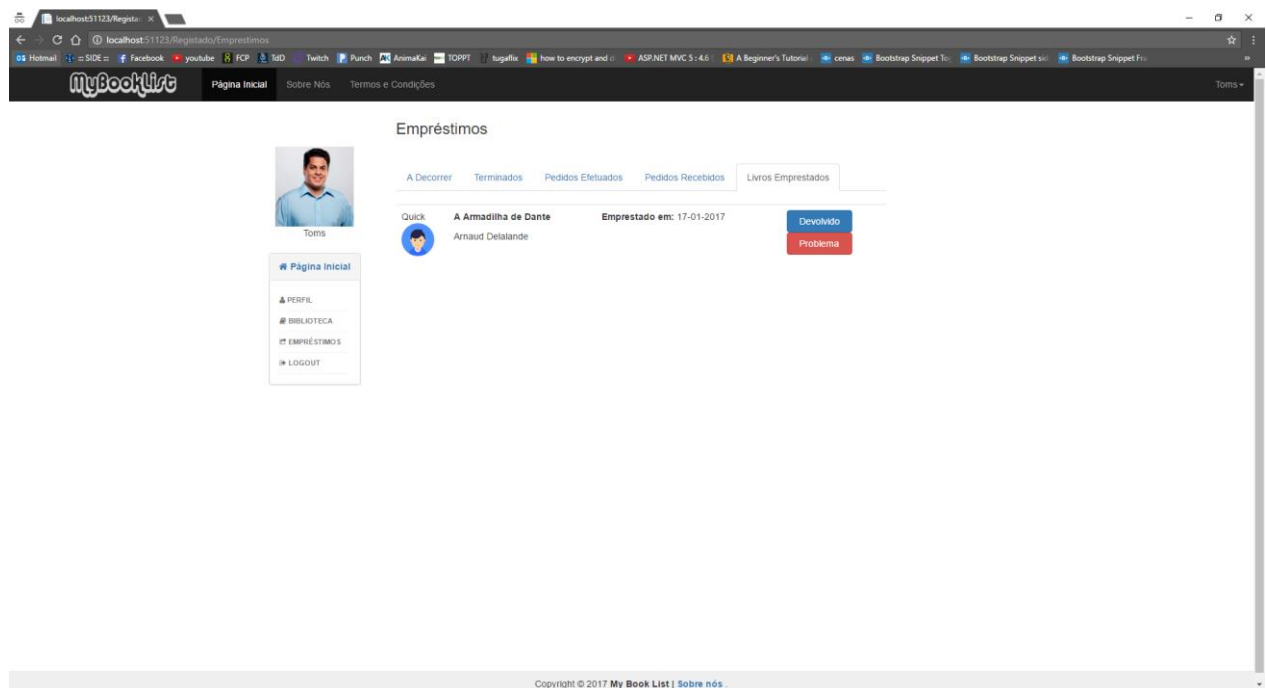 localhost:51123/Registar
localhost:51123/Registado/Emprestimos
Hotmail :: SIDE :: Facebook youtube FCP TdD Twitch Punch AnimaKai TOPPT tugaflix how to encrypt and d ASP.NET MVC 5 : 4.6 A Beginner's Tutorial cenas Bootstrap Snippet To Bootstrap Snippet sid Bootstrap Snippet Fra
MyBookList Página Inicial Sobre Nós Termos e Condições Toms
Empréstimos
A Decorrer Terminados Pedidos Efetuados Pedidos Recebidos Livros Emprestados
Quick A Armadilha de Dante Emprestado em: 17-01-2017 Devolvido
Arnaud Delalande Problema
Toms
Página Inicial
PERFIL
BIBLIOTECA
EMPRÉSTIMOS
LOGOUT
Copyright © 2017 My Book List | Sobre nós .